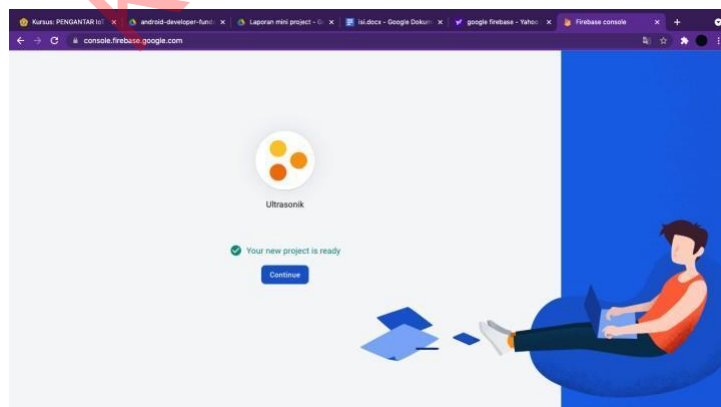 Kursus: PENGANTAR IoT
android-developer-fund
Laporan mini project - G
isi.docx - Google Dokum
google firebase - Yahoo
Firebase console
console.firebase.google.com
Ultrasonik
Your new project is ready
Continue